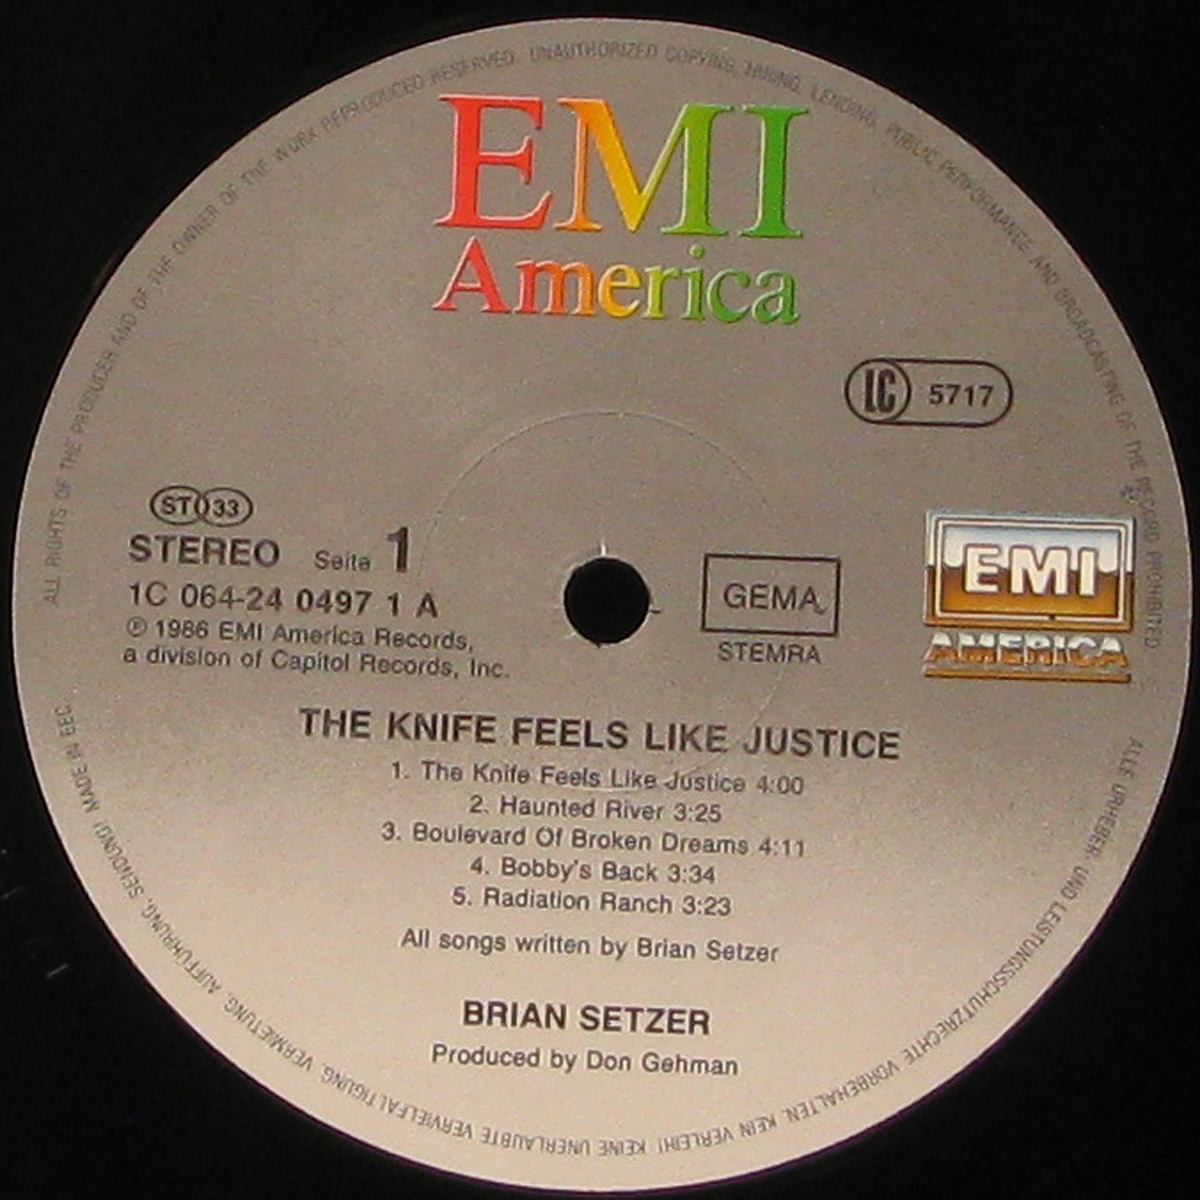 ALL RIGHTS OF THE PRODUCER AND OF THE OWNER OF THE WORK REPRODUCED RESERVED. UNAUTHORIZED COPYING, HIRING, LENDING, PUBLIC PERFORMANCE AND BROADCASTING OF THE RECORD PROHIBITED
EMI
America
LC 5717
ST 33
STEREO Seite 1
1C 064-24 0497 1 A
℗ 1986 EMI America Records,
a division of Capitol Records, Inc.
GEMA
STEMRA
EMI
AMERICA
THE KNIFE FEELS LIKE JUSTICE
1. The Knife Feels Like Justice 4:00
2. Haunted River 3:25
3. Boulevard Of Broken Dreams 4:11
4. Bobby's Back 3:34
5. Radiation Ranch 3:23
All songs written by Brian Setzer
BRIAN SETZER
Produced by Don Gehman
ALLE URHEBER- UND LEISTUNGSSCHUTZRECHTE VORBEHALTEN. KEIN VERLEIH! KEINE UNERLAUBTE VERVIELFÄLTIGUNG, VERMIETUNG, AUFFÜHRUNG, SENDUNG! MADE IN EEC